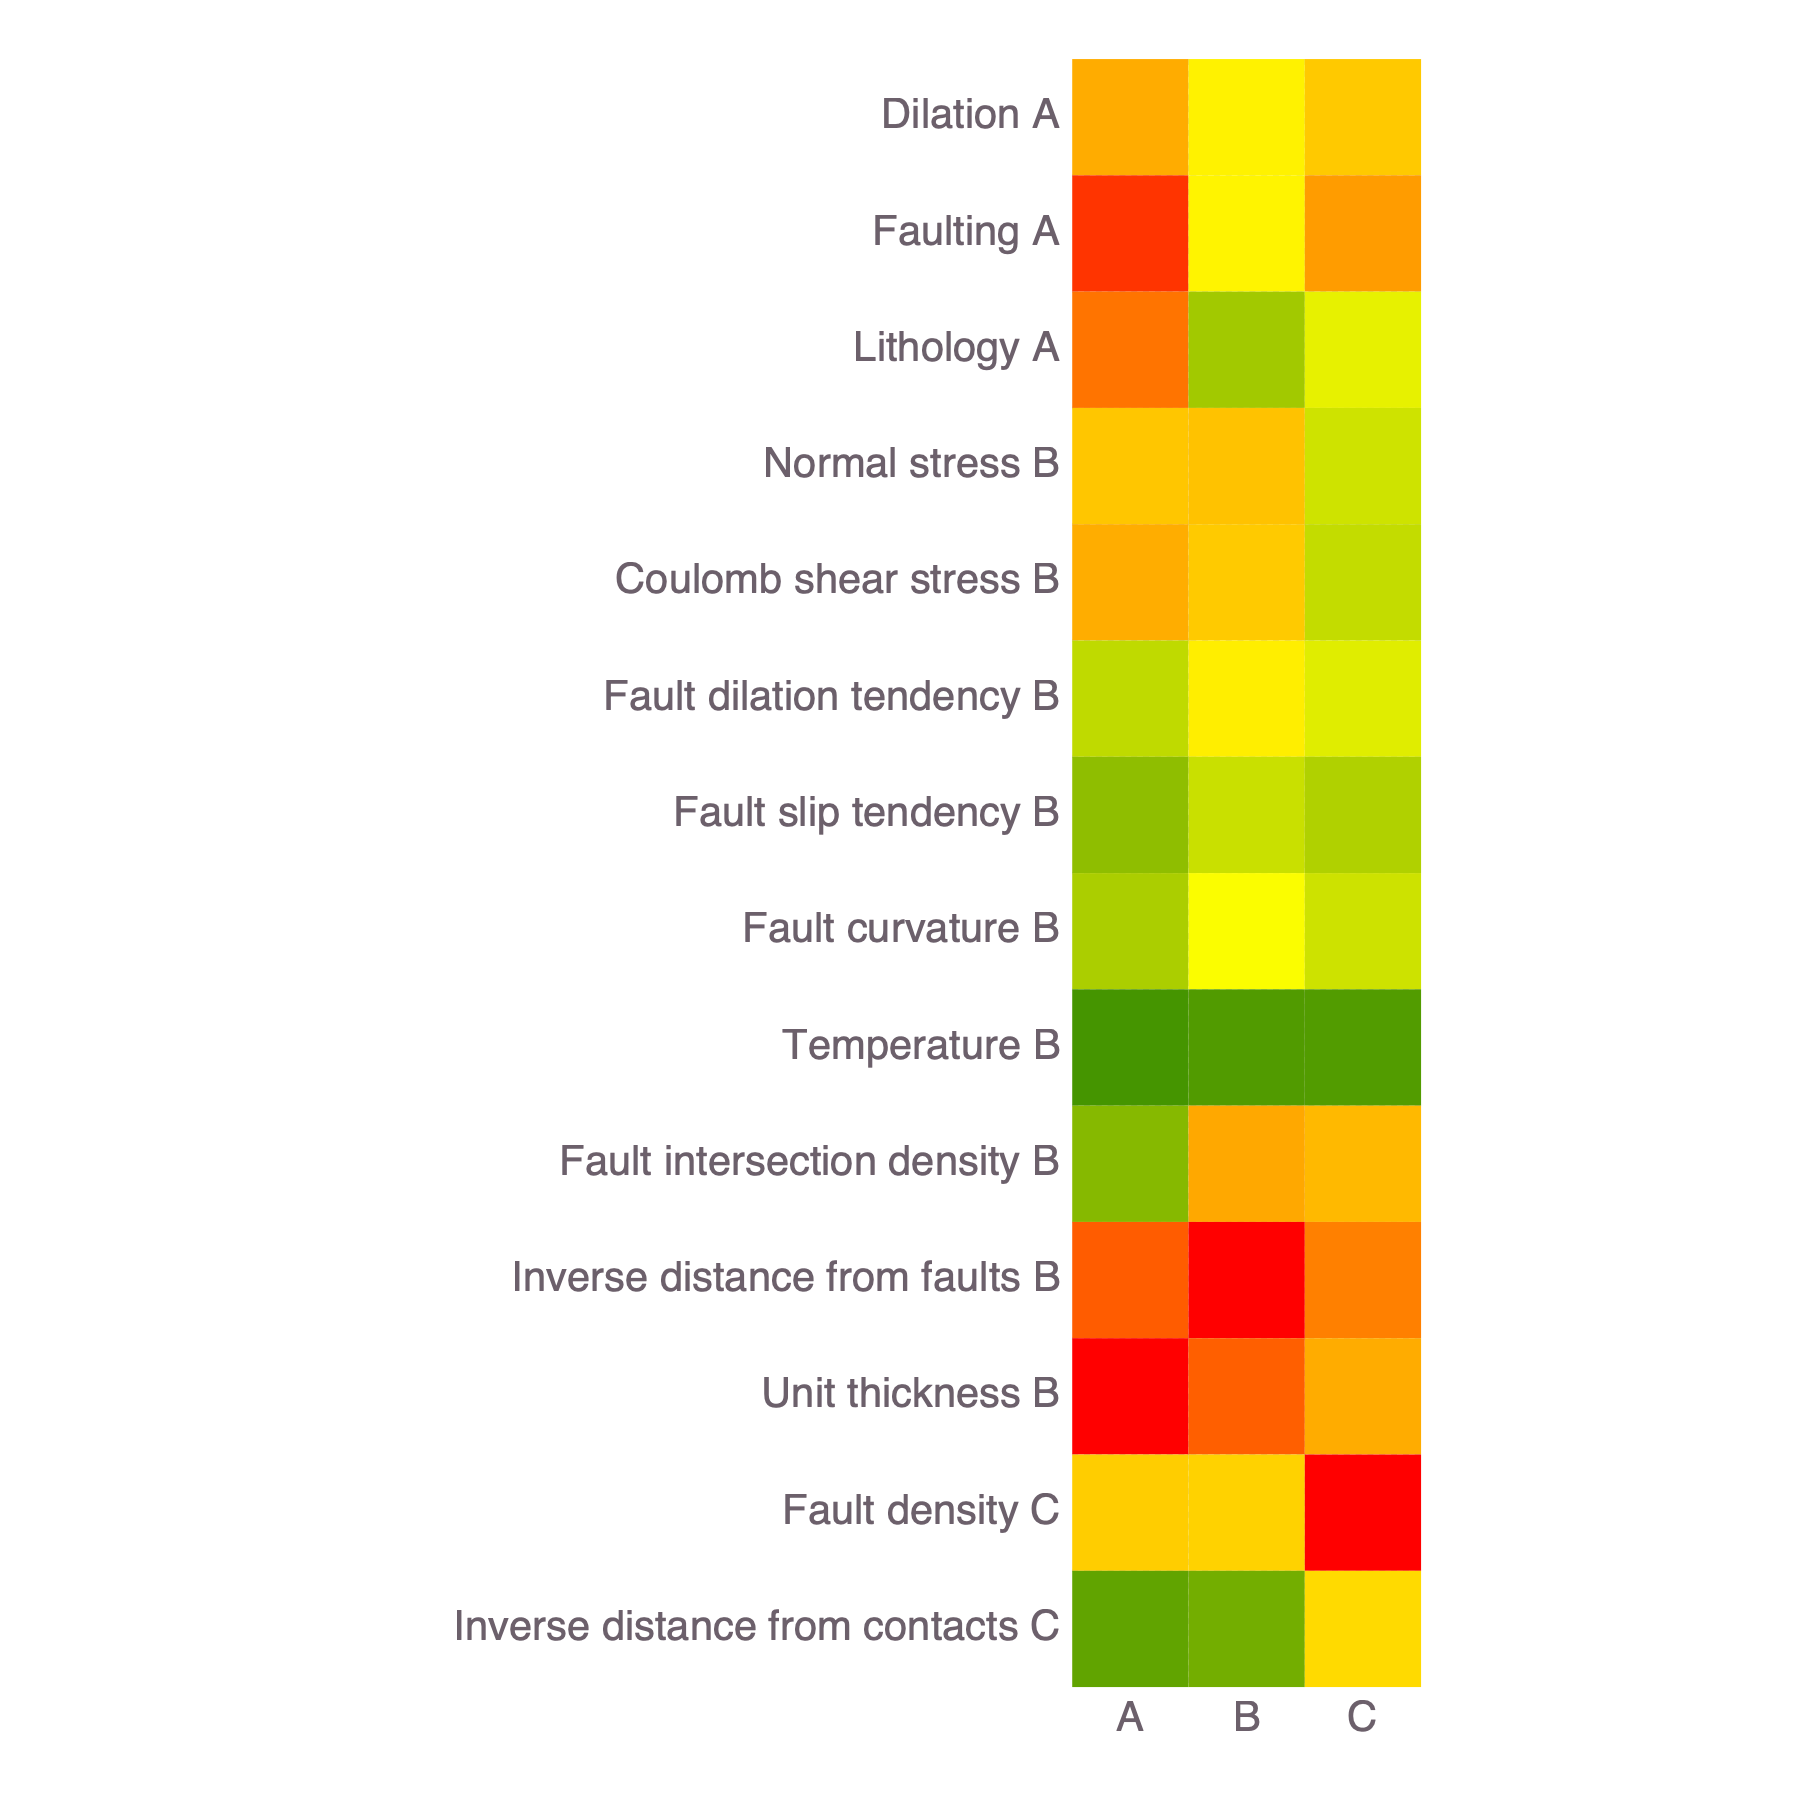 Dilation A
Faulting A
Lithology A
Normal stress B
Coulomb shear stress B
Fault dilation tendency B
Fault slip tendency B
Fault curvature B
Temperature B
Fault intersection density B
Inverse distance from faults B
Unit thickness B
Fault density C
Inverse distance from contacts C
A B C